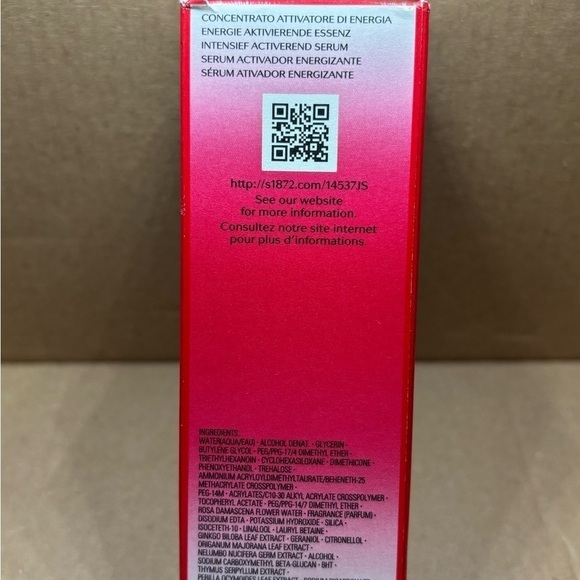 CONCENTRATO ATTIVATORE DI ENERGIA
ENERGIE AKTIVIERENDE ESSENZ
INTENSIEF ACTIVEREND SERUM
SERUM ACTIVADOR ENERGIZANTE
SÉRUM ATIVADOR ENERGIZANTE
http://s1872.com/14537JS
See our website
for more information.
Consultez notre site internet
pour plus d'informations.
INGREDIENTS:
WATER(AQUA/EAU)・ALCOHOL DENAT.・GLYCERIN・
BUTYLENE GLYCOL・PEG/PPG-17/4 DIMETHYL ETHER・
TRIETHYLHEXANOIN・CYCLOHEXASILOXANE・DIMETHICONE・
PHENOXYETHANOL・TREHALOSE・
AMMONIUM ACRYLOYLDIMETHYLTAURATE/BEHENETH-25
METHACRYLATE CROSSPOLYMER・
PEG-14M・ACRYLATES/C10-30 ALKYL ACRYLATE CROSSPOLYMER・
TOCOPHERYL ACETATE・PEG/PPG-14/7 DIMETHYL ETHER・
ROSA DAMASCENA FLOWER WATER・FRAGRANCE (PARFUM)・
DISODIUM EDTA・POTASSIUM HYDROXIDE・SILICA・
ISOCETETH-10・LINALOOL・LAURYL BETAINE・
GINKGO BILOBA LEAF EXTRACT・GERANIOL・CITRONELLOL・
ORIGANUM MAJORANA LEAF EXTRACT・
NELUMBO NUCIFERA GERM EXTRACT・ALCOHOL・
SODIUM CARBOXYMETHYL BETA-GLUCAN・BHT・
THYMUS SERPYLLUM EXTRACT・
PERILLA OCYMOIDES LEAF EXTRACT・